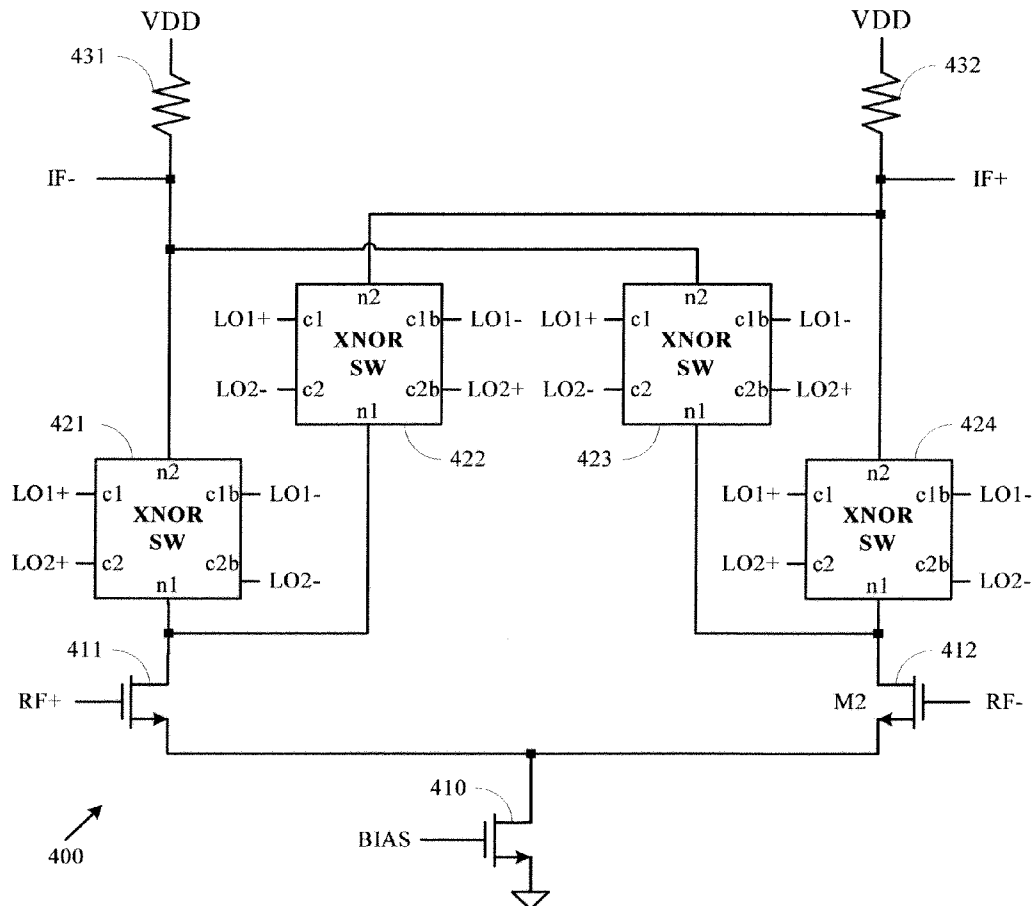 VDD
VDD
431
432
IF-
IF+
n2
n2
LO1+
c1
c1b
LO1-
LO1+
c1
c1b
LO1-
XNOR
SW
XNOR
SW
LO2-
c2
c2b
LO2+
LO2-
c2
c2b
LO2+
n1
n1
421
422
423
424
n2
n2
LO1+
c1
c1b
LO1-
LO1+
c1
c1b
LO1-
XNOR
SW
XNOR
SW
LO2+
c2
c2b
LO2-
LO2+
c2
c2b
LO2-
n1
n1
411
412
RF+
M2
RF-
410
BIAS
400